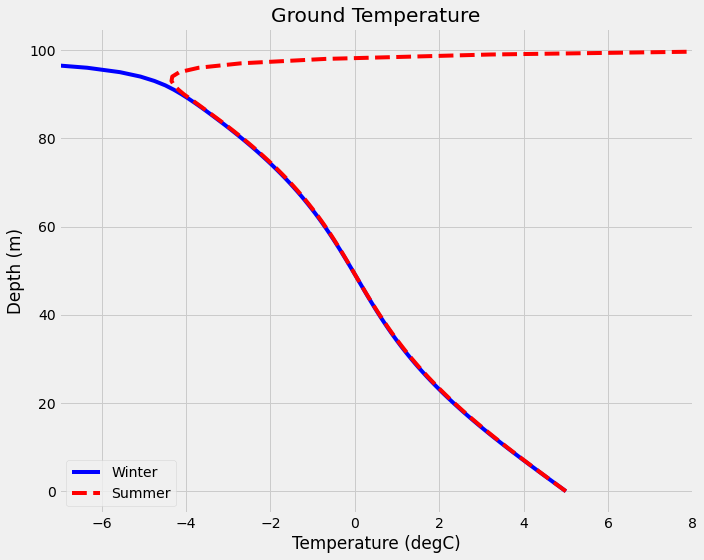 Ground Temperature
100
80
60
40
20
0
Depth (m)
Winter
Summer
−6 −4 −2 0 2 4 6 8
Temperature (degC)